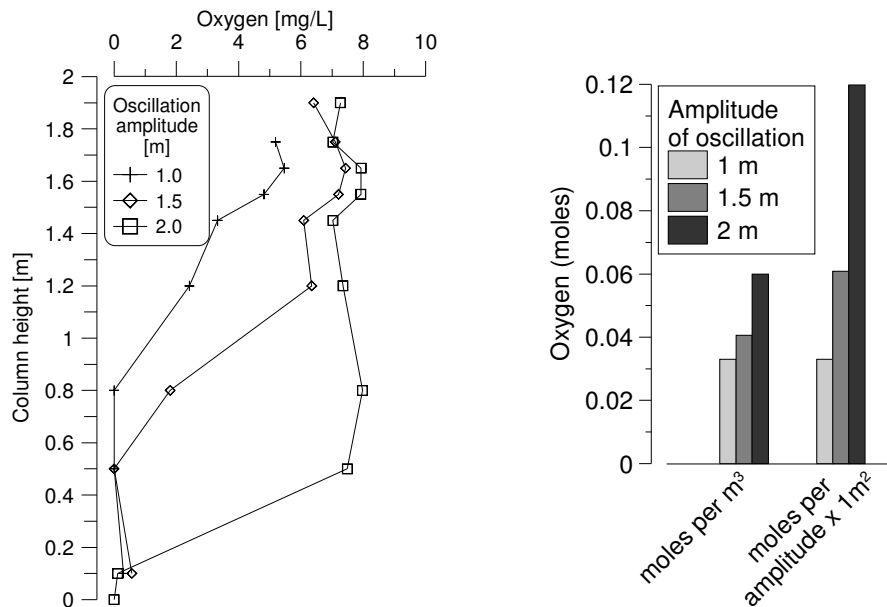 Oxygen [mg/L]
0 2 4 6 8 10
Column height [m]
2
1.8
1.6
1.4
1.2
1
0.8
0.6
0.4
0.2
0
Oscillation
amplitude
[m]
1.0
1.5
2.0
Oxygen (moles)
0.12
0.1
0.08
0.06
0.04
0.02
0
Amplitude
of oscillation
1 m
1.5 m
2 m
moles per m³
moles per
amplitude x 1m²